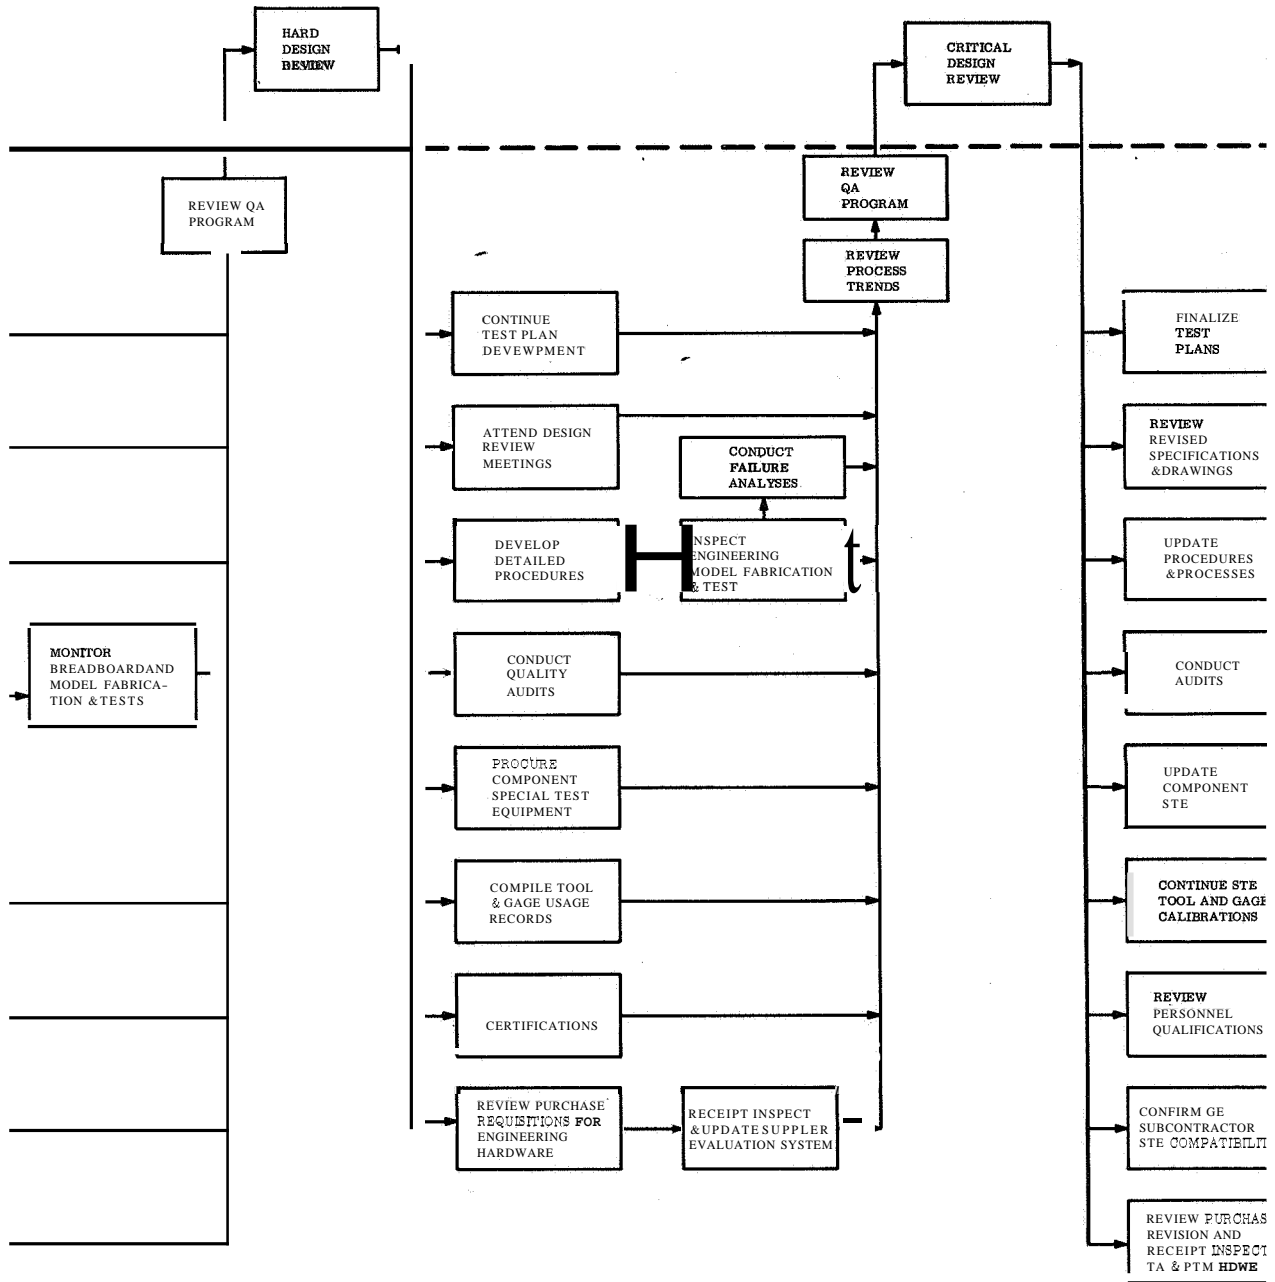 HARD
DESIGN
REVIEW
CRITICAL
DESIGN
REVIEW
REVIEW QA
PROGRAM
REVIEW
QA
PROGRAM
REVIEW
PROCESS
TRENDS
CONTINUE
TEST PLAN
DEVEWPMENT
FINALIZE
TEST
PLANS
ATTEND DESIGN
REVIEW
MEETINGS
CONDUCT
FAILURE
ANALYSES
REVIEW
REVISED
SPECIFICATIONS
&DRAWINGS
DEVELOP
DETAILED
PROCEDURES
NSPECT
ENGINEERING
MODEL FABRICATION
& TEST
t
UPDATE
PROCEDURES
&PROCESSES
MONITOR
BREADBOARDAND
MODEL FABRICA-
TION &TESTS
CONDUCT
QUALITY
AUDITS
CONDUCT
AUDITS
PROCURE
COMPONENT
SPECIAL TEST
EQUIPMENT
UPDATE
COMPONENT
STE
COMPILE TOOL
& GAGE USAGE
RECORDS
CONTINUE STE
TOOL AND GAGE
CALIBRATIONS
CERTIFICATIONS
REVIEW
PERSONNEL
QUALIFICATIONS
REVIEW PURCHASE
REQUISITIONS FOR
ENGINEERING
HARDWARE
RECEIPT INSPECT
&UPDATE SUPPLER
EVALUATION SYSTEM
CONFIRM GE
SUBCONTRACTOR
STE COMPATIBILIT
REVIEW PURCHAS
REVISION AND
RECEIPT INSPECT
TA & PTM HDWE